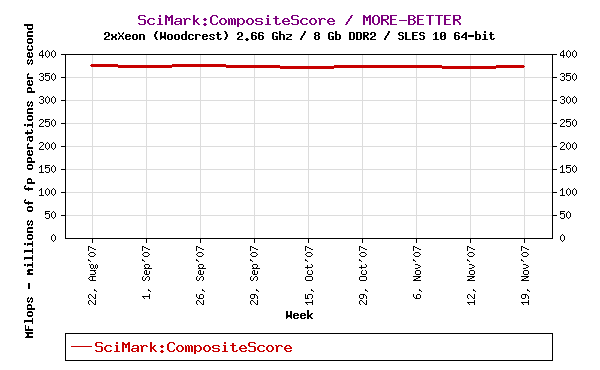 SciMark:CompositeScore / MORE-BETTER
2xXeon (Woodcrest) 2.66 Ghz / 8 Gb DDR2 / SLES 10 64-bit
MFlops - millions of fp operations per second
400 400
350 350
300 300
250 250
200 200
150 150
100 100
50 50
0 0
22, Aug'07
1, Sep'07
26, Sep'07
29, Sep'07
15, Oct'07
29, Oct'07
6, Nov'07
12, Nov'07
19, Nov'07
Week
SciMark:CompositeScore